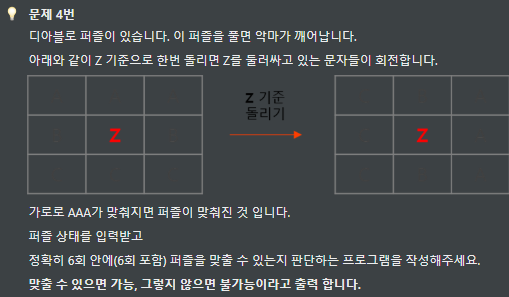 문제 4번
디아블로 퍼즐이 있습니다. 이 퍼즐을 풀면 악마가 깨어납니다.
아래와 같이 Z 기준으로 한번 돌리면 Z를 둘러싸고 있는 문자들이 회전합니다.
Z 기준
돌리기
Z
Z
가로로 AAA가 맞춰지면 퍼즐이 맞춰진 것 입니다.
퍼즐 상태를 입력받고
정확히 6회 안에(6회 포함) 퍼즐을 맞출 수 있는지 판단하는 프로그램을 작성해주세요.
맞출 수 있으면 가능, 그렇지 않으면 불가능이라고 출력 합니다.